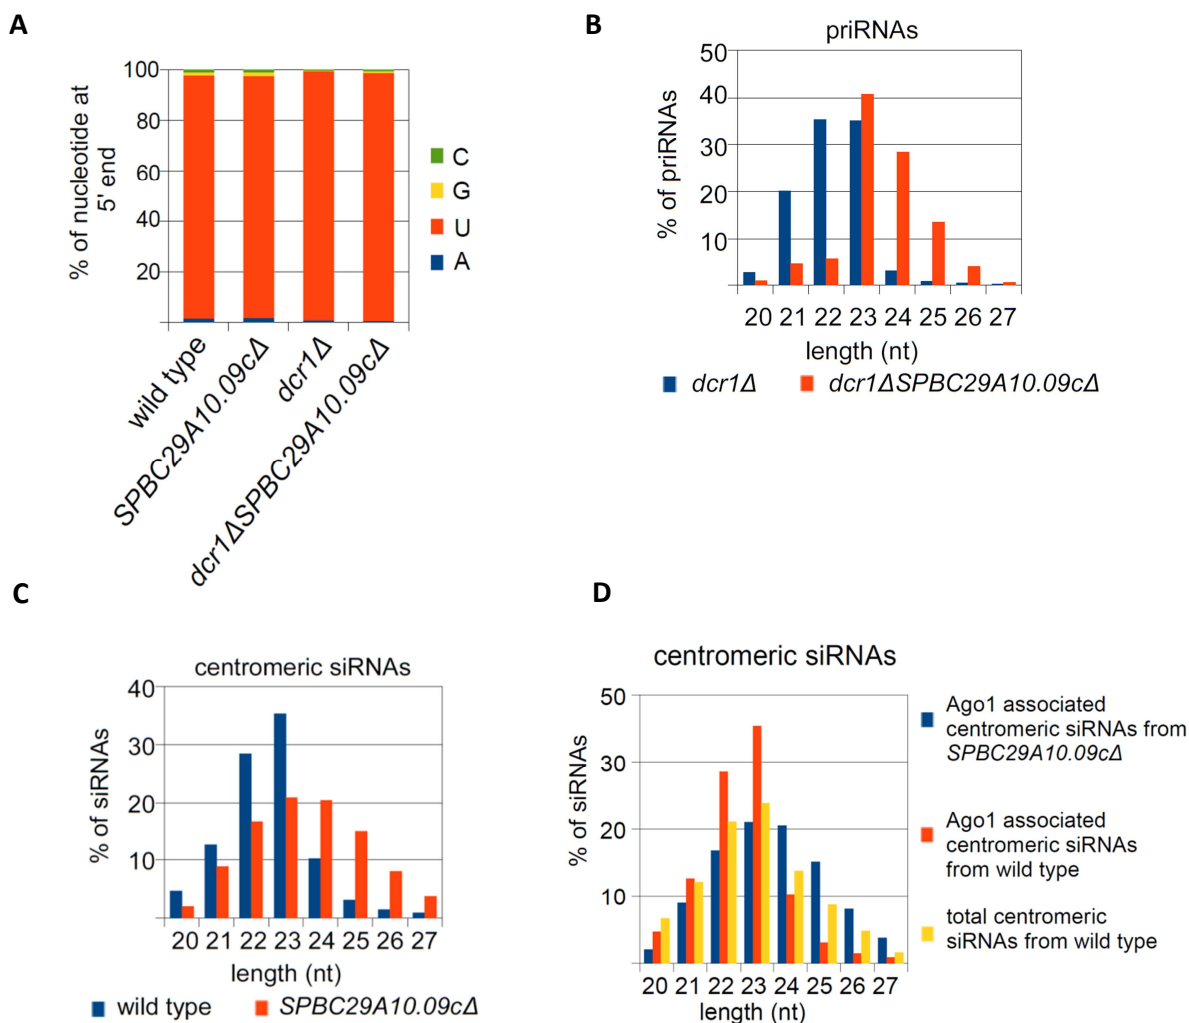 A
% of nucleotide at
5' end
100
80
60
40
20
C
G
U
A
wild type
SPBC29A10.09cΔ
dcr1Δ
dcr1ΔSPBC29A10.09cΔ
B
priRNAs
% of priRNAs
50
40
30
20
10
20 21 22 23 24 25 26 27
length (nt)
dcr1Δ dcr1ΔSPBC29A10.09cΔ
C
centromeric siRNAs
% of siRNAs
40
30
20
10
20 21 22 23 24 25 26 27
length (nt)
wild type SPBC29A10.09cΔ
D
centromeric siRNAs
% of siRNAs
50
30
20
10
20 21 22 23 24 25 26 27
length (nt)
Ago1 associated
centromeric siRNAs from
SPBC29A10.09cΔ
Ago1 associated
centromeric siRNAs
from wild type
total centromeric
siRNAs from wild type